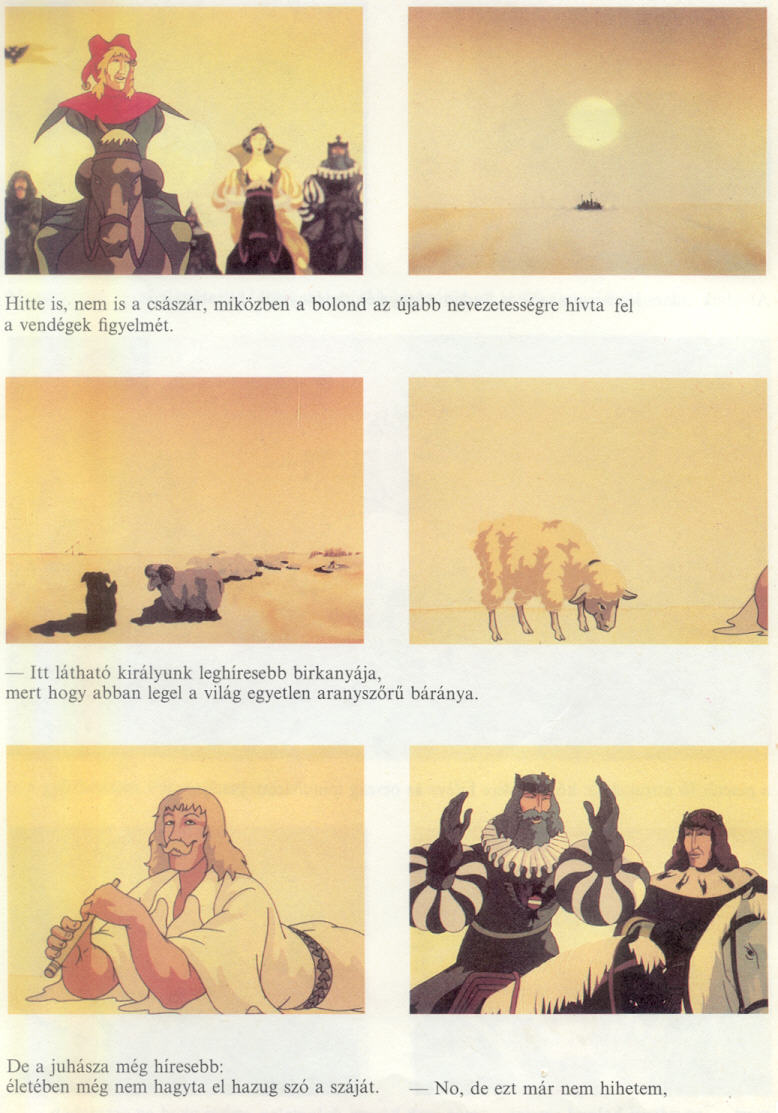 Hitte is, nem is a császár, miközben a bolond az újabb nevezetességre hívta fel
a vendégek figyelmét.
— Itt látható királyunk leghíresebb birkanyája,
mert hogy abban legel a világ egyetlen aranyszőrű báránya.
De a juhásza még híresebb:
életében még nem hagyta el hazug szó a száját.
— No, de ezt már nem hihetem,